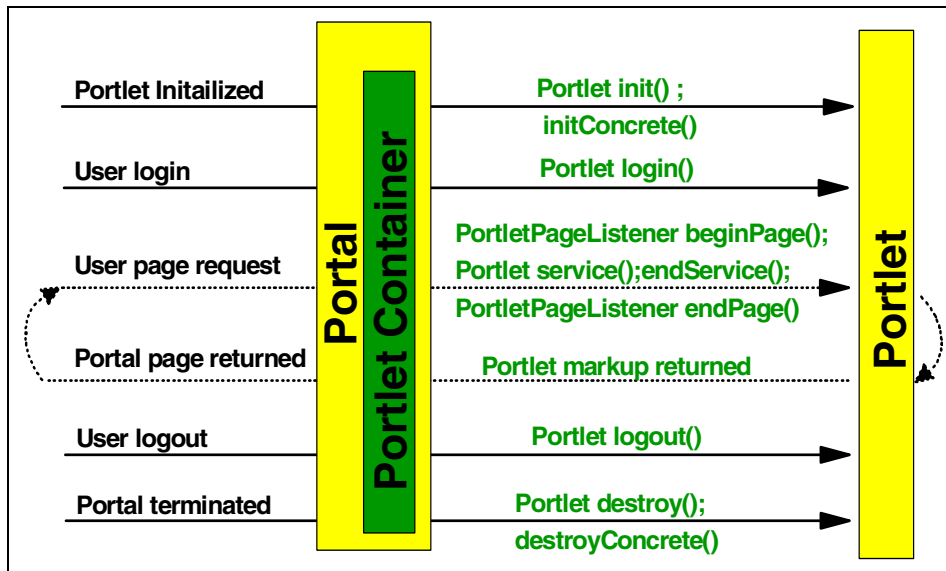 Portlet Initailized
Portlet init() ;
initConcrete()
User login
Portlet login()
PortletPageListener beginPage();
User page request
Portlet service();endService();
PortletPageListener endPage()
Portal page returned
Portlet markup returned
User logout
Portlet logout()
Portal terminated
Portlet destroy();
destroyConcrete()
Portal
Portlet Container
Portlet